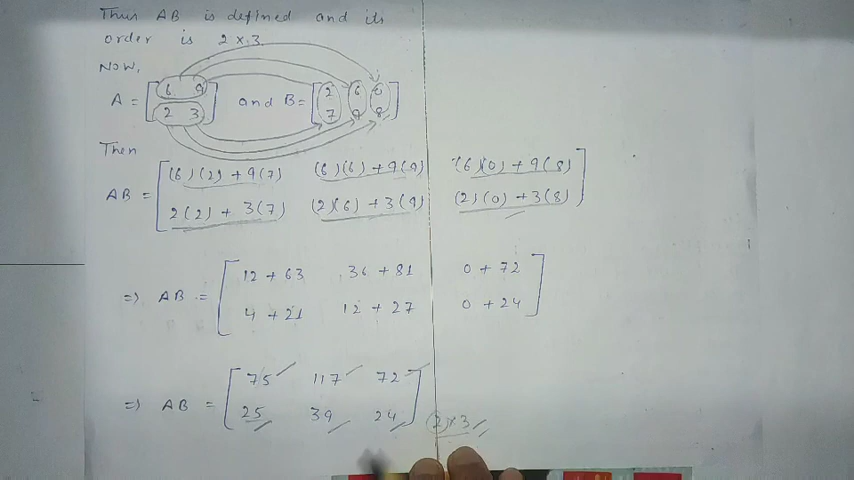 Thus AB is defined and its
order is 2 × 3.
Now,
A = [ 6 9 ] and B = [ 2 6 0 ]
[ 2 3 ] [ 7 9 8 ]
Then
AB = [ (6)(2) + 9(7) (6)(6) + 9(9) (6)(0) + 9(8) ]
[ 2(2) + 3(7) (2)(6) + 3(9) (2)(0) + 3(8) ]
=> AB = [ 12 + 63 36 + 81 0 + 72 ]
[ 4 + 21 12 + 27 0 + 24 ]
=> AB = [ 75 117 72 ]
[ 25 39 24 ] 2×3